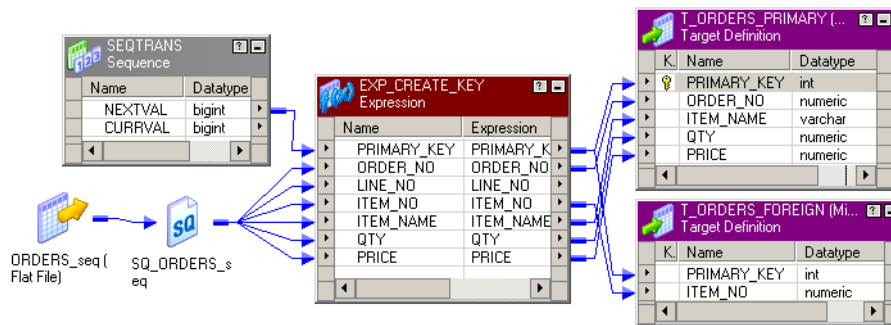 SEQTRANS
Sequence
Name Datatype
NEXTVAL bigint
CURRVAL bigint
ORDERS_seq (
Flat File)
SQ_ORDERS_s
eq
EXP_CREATE_KEY
Expression
Name Expression
PRIMARY_KEY PRIMARY_K
ORDER_NO ORDER_NO
LINE_NO LINE_NO
ITEM_NO ITEM_NO
ITEM_NAME ITEM_NAME
QTY QTY
PRICE PRICE
T_ORDERS_PRIMARY (...
Target Definition
K. Name Datatype
PRIMARY_KEY int
ORDER_NO numeric
ITEM_NAME varchar
QTY numeric
PRICE numeric
T_ORDERS_FOREIGN (Mi...
Target Definition
K. Name Datatype
PRIMARY_KEY int
ITEM_NO numeric